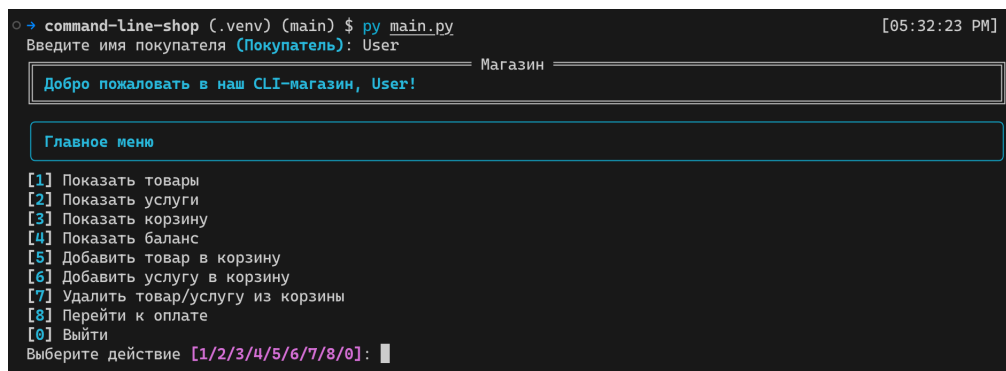 → command-line-shop (.venv) (main) $ py main.py [05:32:23 PM]
Введите имя покупателя (Покупатель): User
Магазин
Добро пожаловать в наш CLI-магазин, User!
Главное меню
[1] Показать товары
[2] Показать услуги
[3] Показать корзину
[4] Показать баланс
[5] Добавить товар в корзину
[6] Добавить услугу в корзину
[7] Удалить товар/услугу из корзины
[8] Перейти к оплате
[0] Выйти
Выберите действие [1/2/3/4/5/6/7/8/0]: